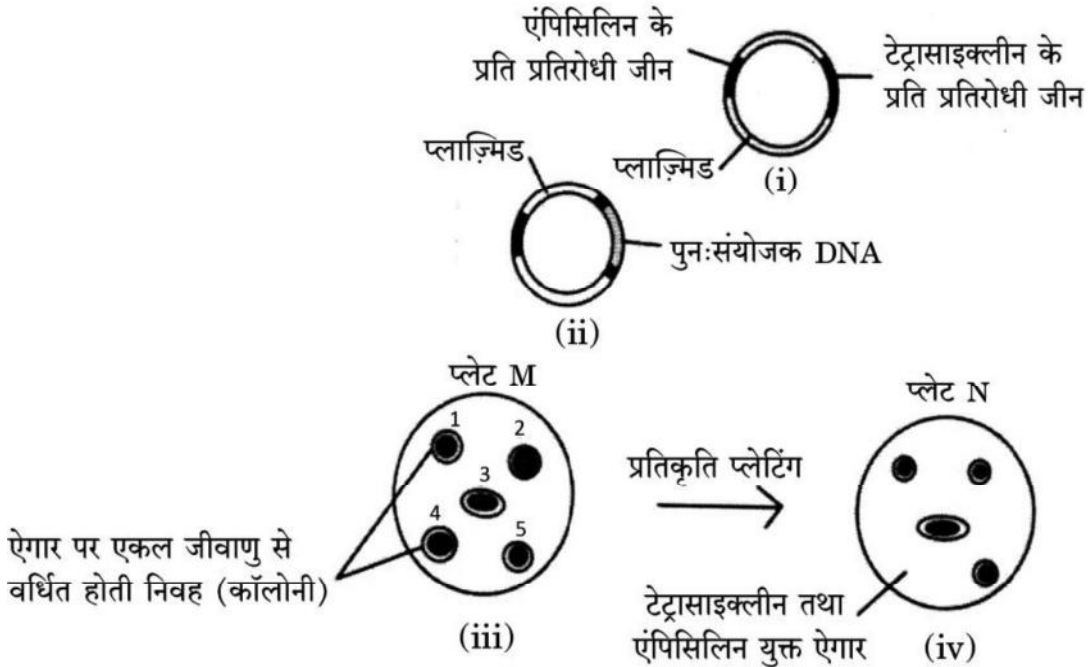 एंपिसिलिन के
प्रति प्रतिरोधी जीन
टेट्रासाइक्लीन के
प्रति प्रतिरोधी जीन
प्लाज़्मिड
(i)
प्लाज़्मिड
पुनःसंयोजक DNA
(ii)
प्लेट M
1
2
3
4
5
ऐगार पर एकल जीवाणु से
वर्धित होती निवह (कॉलोनी)
(iii)
प्रतिकृति प्लेटिंग
प्लेट N
टेट्रासाइक्लीन तथा
एंपिसिलिन युक्त ऐगार
(iv)